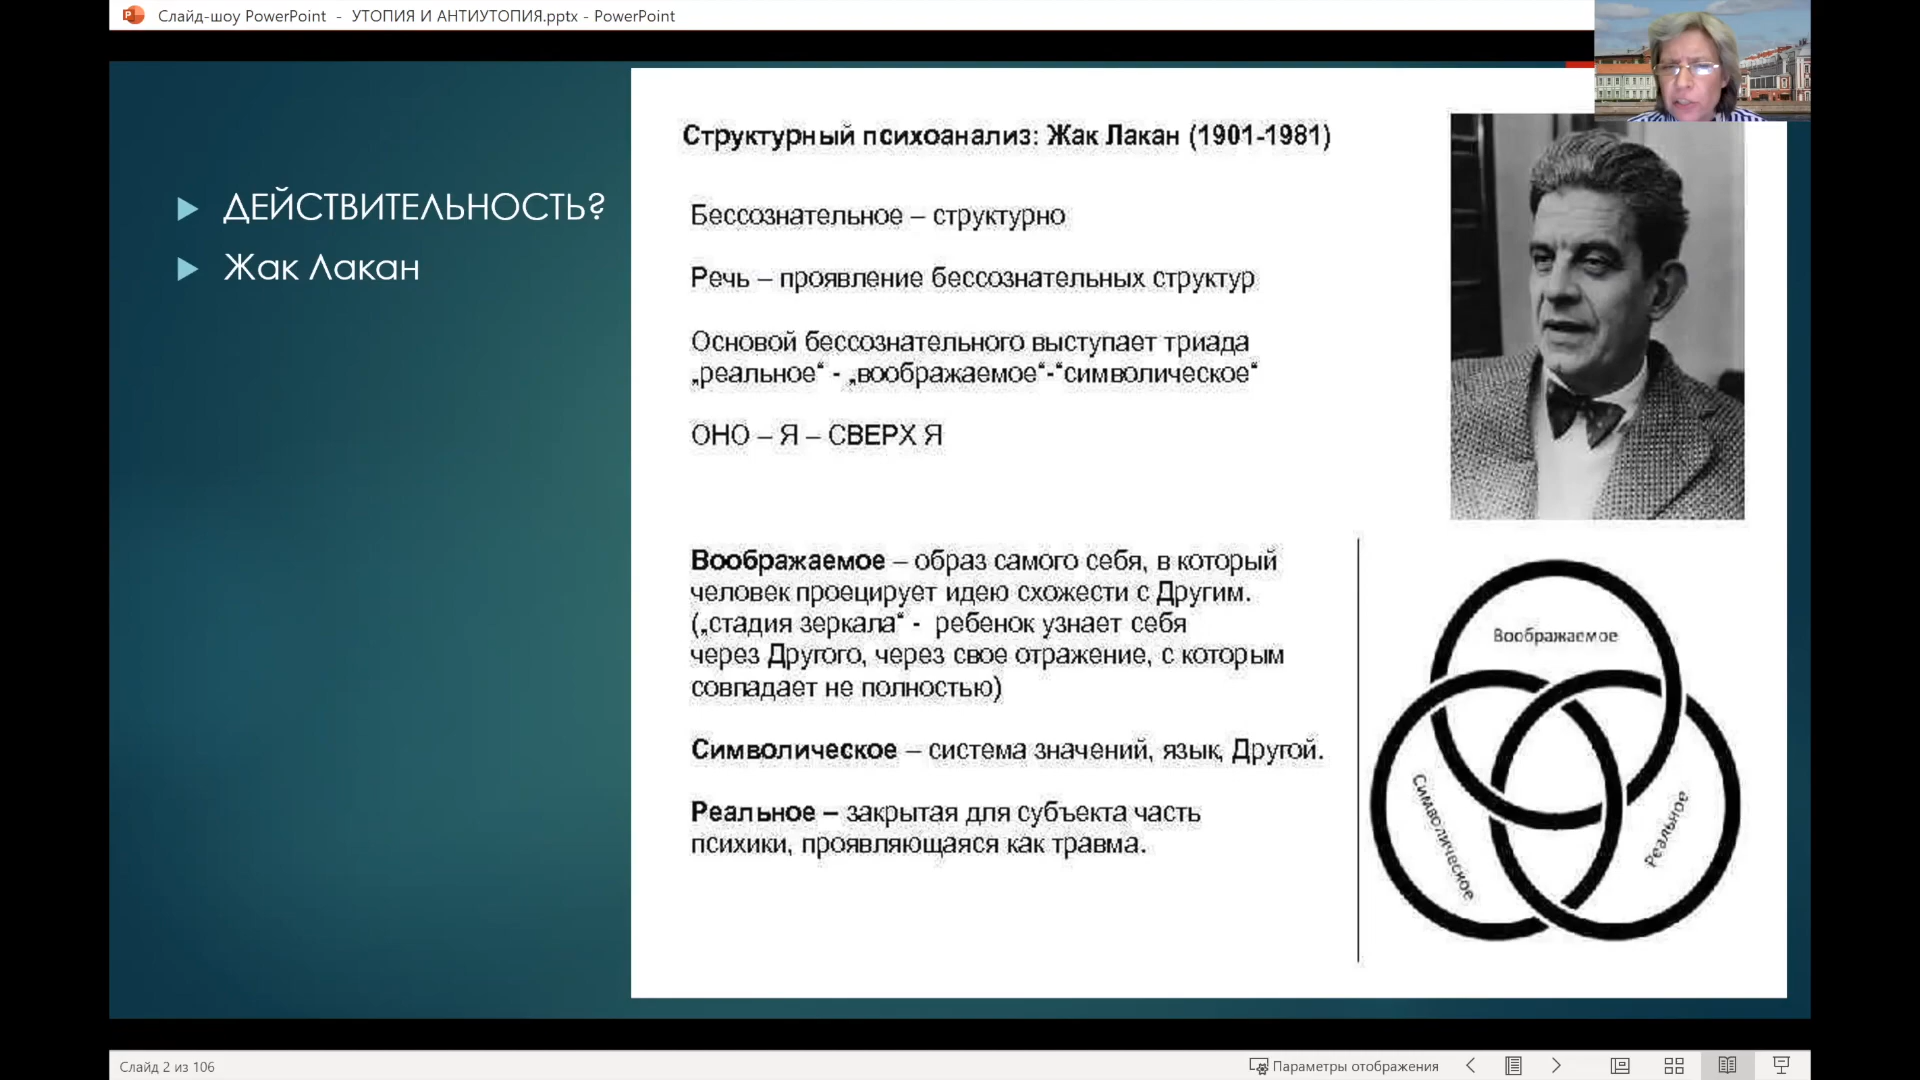 Слайд-шоу PowerPoint - УТОПИЯ И АНТИУТОПИЯ.pptx - PowerPoint
ДЕЙСТВИТЕЛЬНОСТЬ?
Жак Лакан
Структурный психоанализ: Жак Лакан (1901-1981)
Бессознательное – структурно
Речь – проявление бессознательных структур
Основой бессознательного выступает триада
„реальное“ - „воображаемое“-“символическое“
ОНО – Я – СВЕРХ Я
Воображаемое – образ самого себя, в который
человек проецирует идею схожести с Другим.
(„стадия зеркала“ - ребенок узнает себя
через Другого, через свое отражение, с которым
совпадает не полностью)
Символическое – система значений, язык, Другой.
Реальное – закрытая для субъекта часть
психики, проявляющаяся как травма.
Воображаемое
Символическое
Реальное
Слайд 2 из 106
Параметры отображения